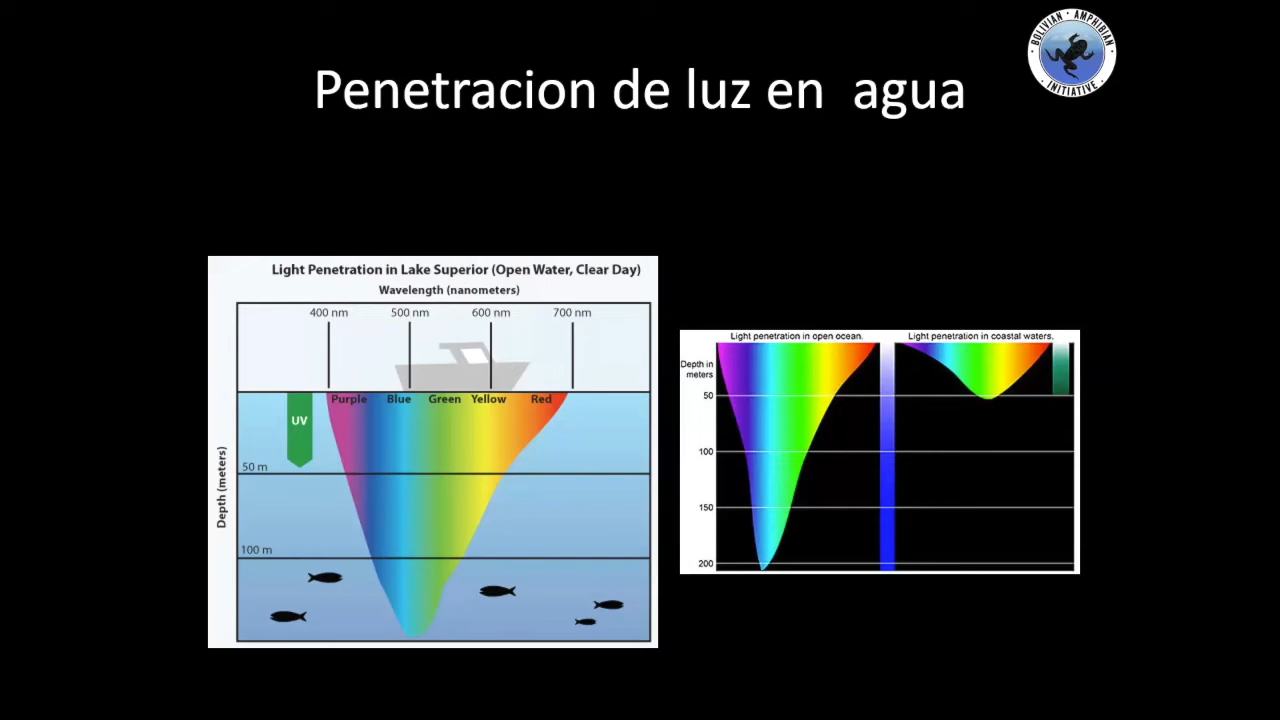 BOLIVIAN · AMPHIBIAN
· INITIATIVE ·
Penetracion de luz en  agua
Light Penetration in Lake Superior (Open Water, Clear Day)
Wavelength (nanometers)
400 nm 500 nm 600 nm 700 nm
Purple Blue Green Yellow Red
UV
50 m
100 m
Depth (meters)
Light penetration in open ocean.
Light penetration in coastal waters.
Depth in
meters
50
100
150
200